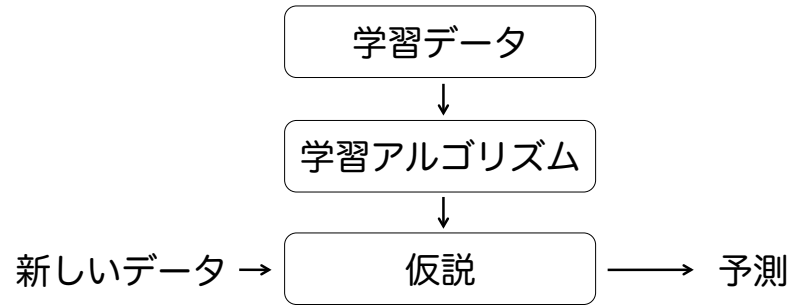 学習データ
学習アルゴリズム
新しいデータ → 仮説 → 予測